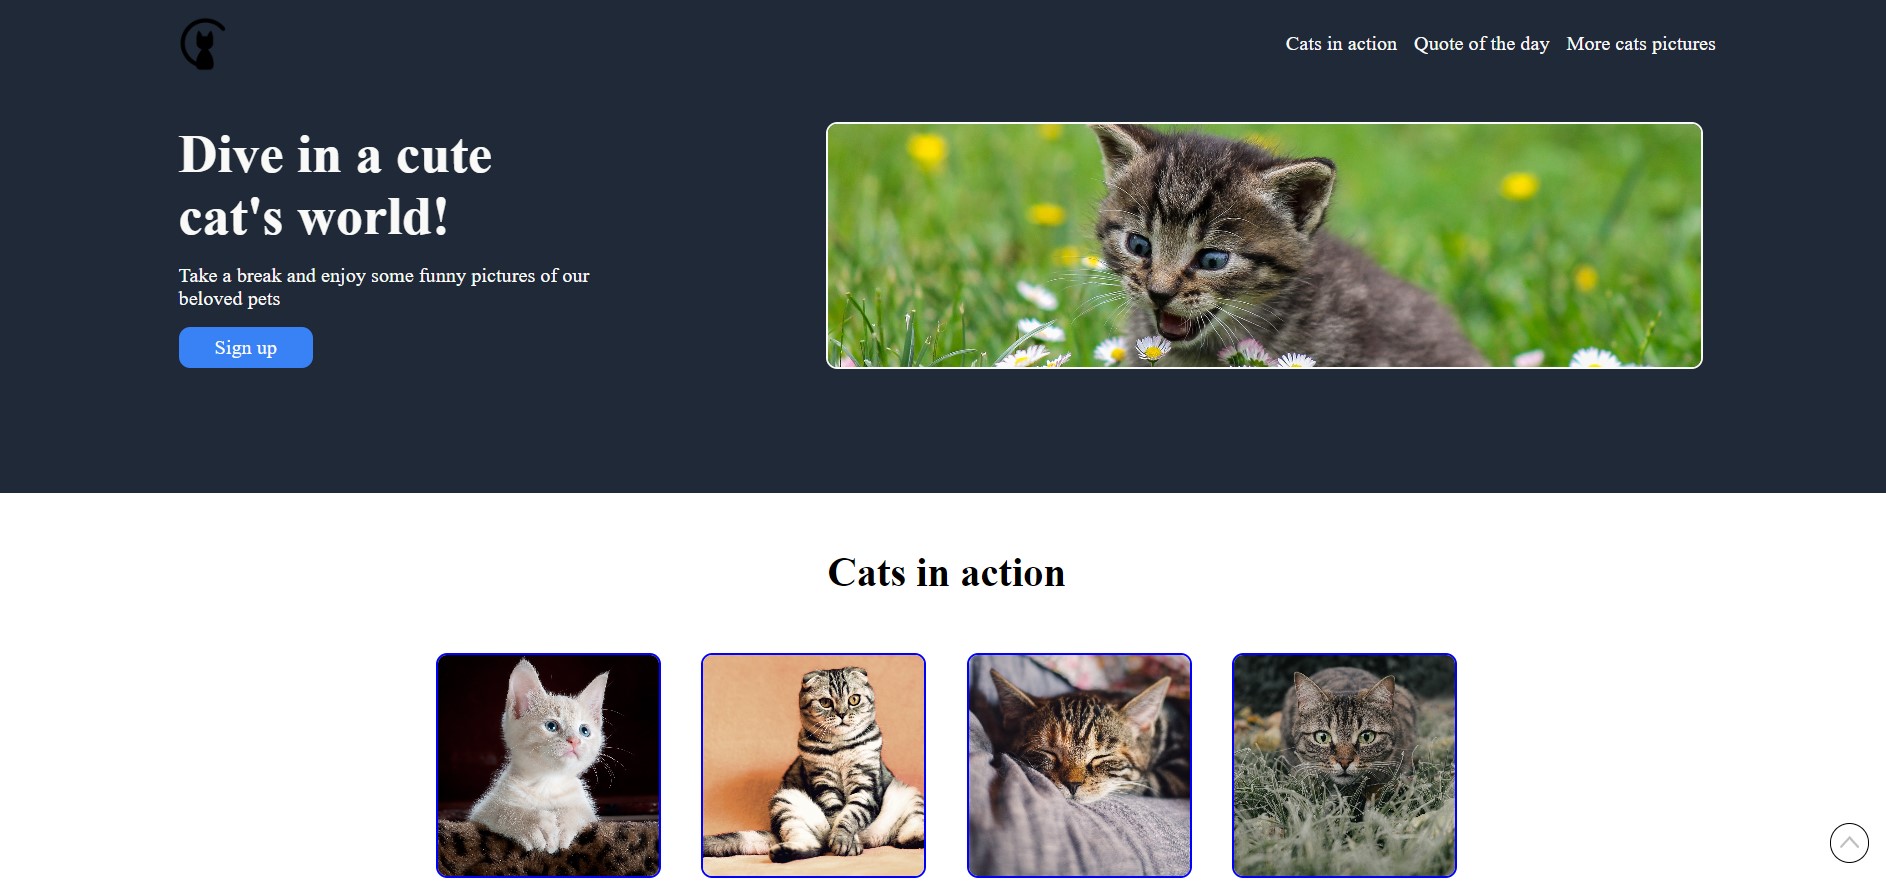 Cats in action
Quote of the day
More cats pictures
Dive in a cute
cat's world!
Take a break and enjoy some funny pictures of our
beloved pets
Sign up
Cats in action